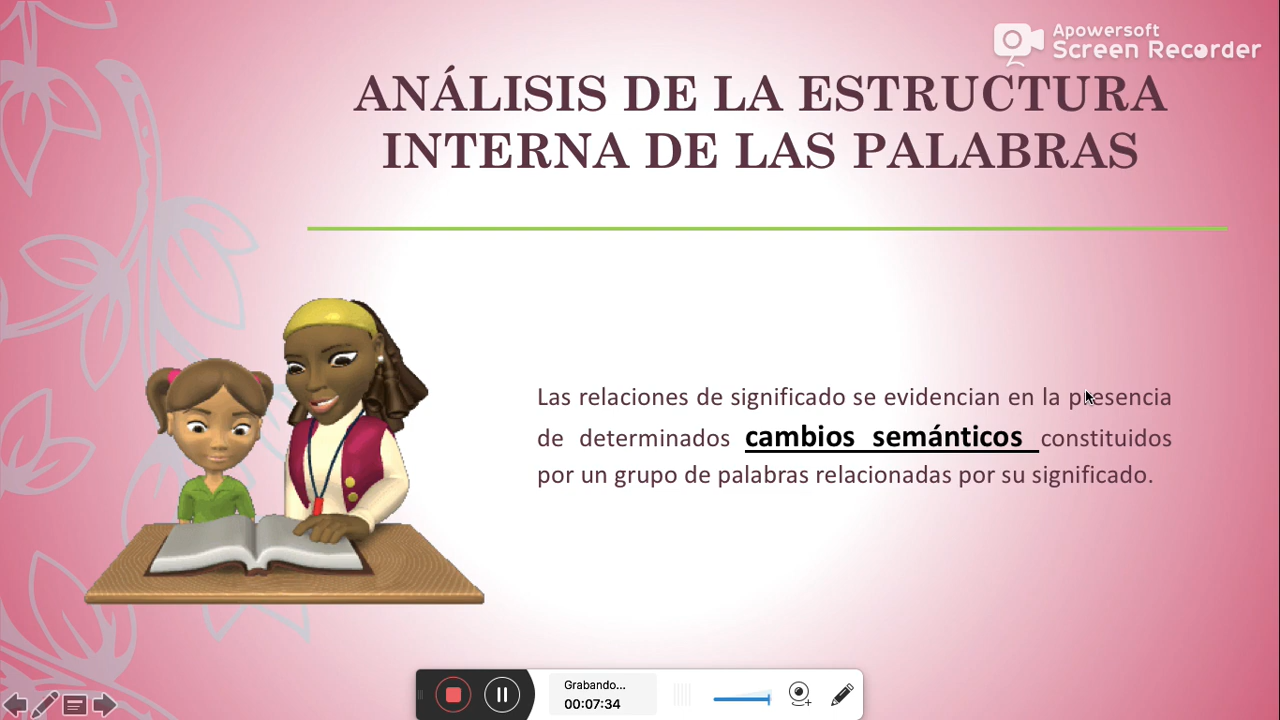 Apowersoft
Screen Recorder
ANÁLISIS DE LA ESTRUCTURA
INTERNA DE LAS PALABRAS
Las relaciones de significado se evidencian en la presencia
de determinados cambios semánticos constituidos
por un grupo de palabras relacionadas por su significado.
Grabando...
00:07:34